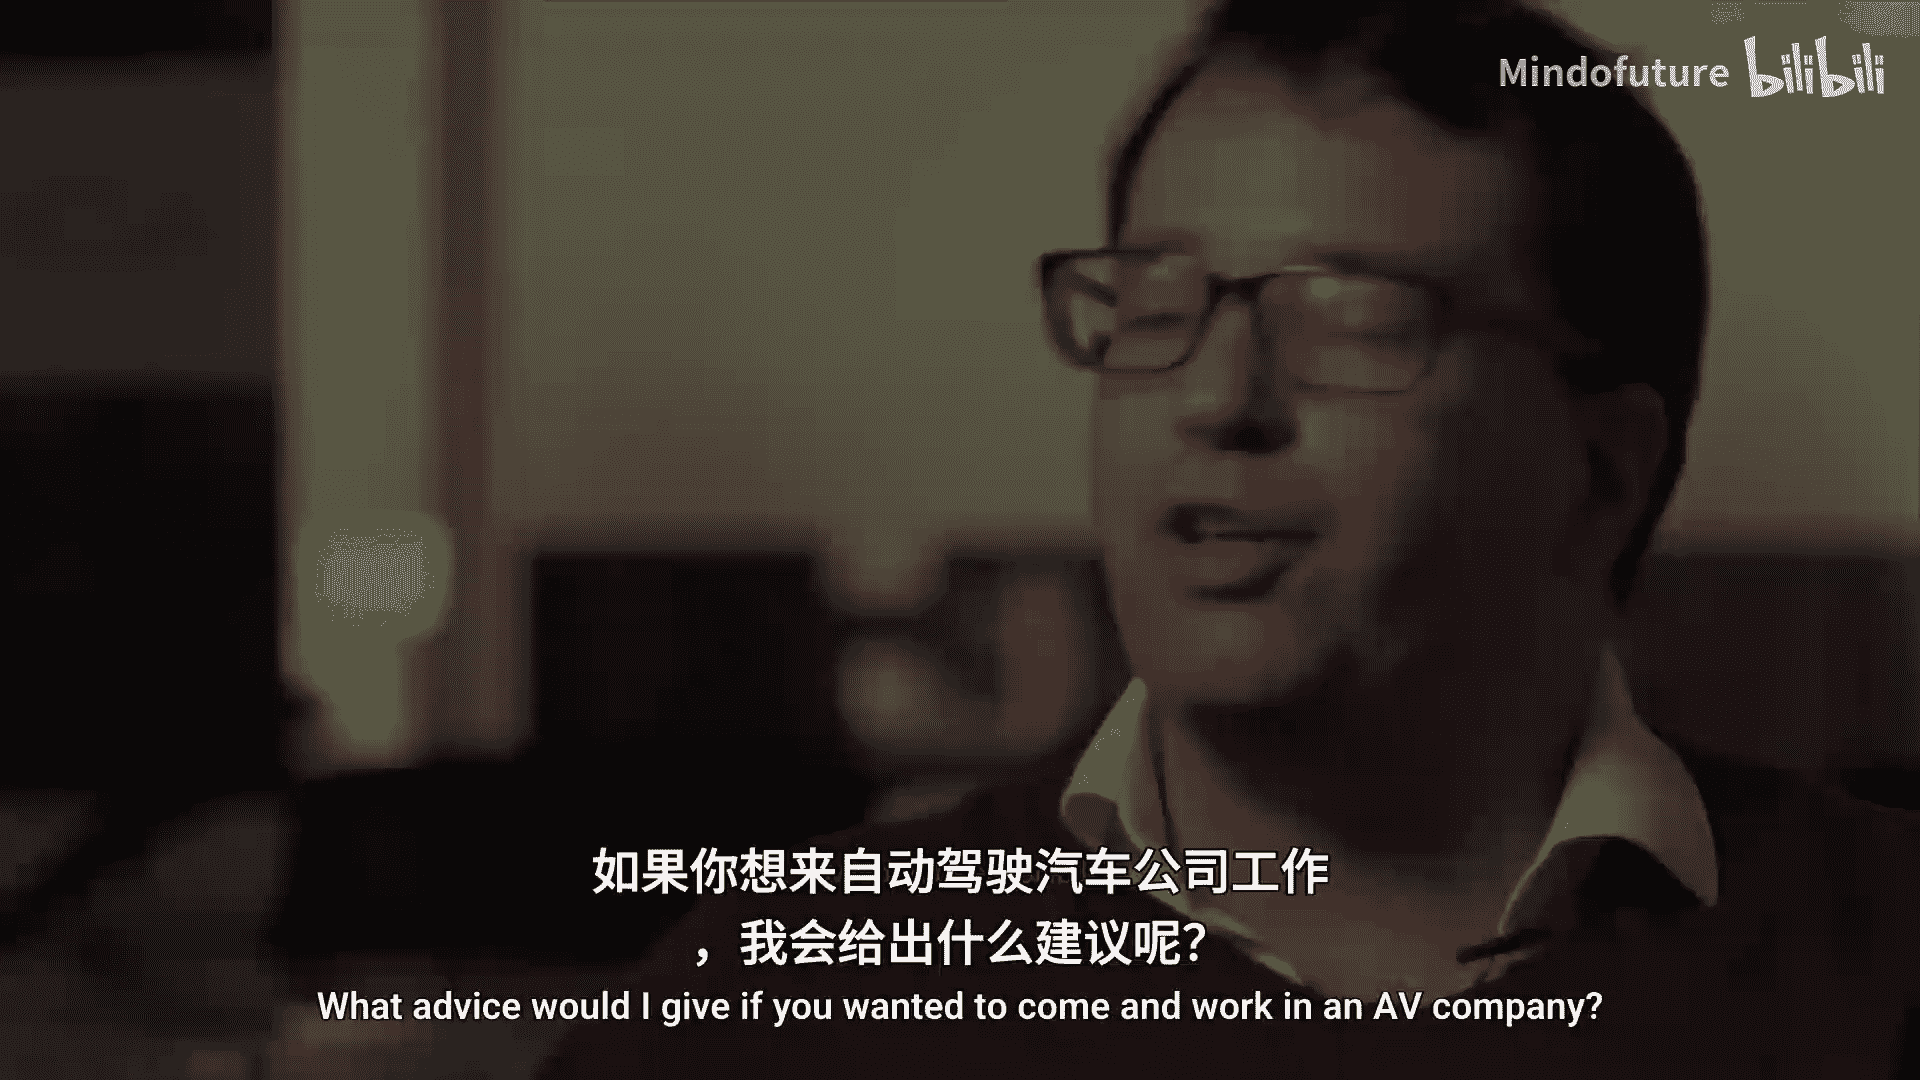 Mindofuture bilibili
如果你想来自动驾驶汽车公司工作
，我会给出什么建议呢？
What advice would I give if you wanted to come and work in an AV company?